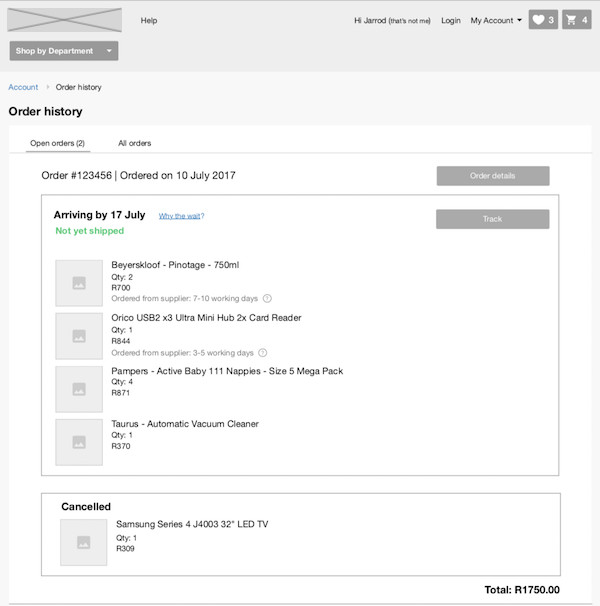 Help
Hi Jarrod (that's not me)
Login
My Account
3
4
Shop by Department
Account > Order history
Order history
Open orders (2)
All orders
Order #123456 | Ordered on 10 July 2017
Order details
Arriving by 17 July
Why the wait?
Track
Not yet shipped
Beyerskloof - Pinotage - 750ml
Qty: 2
R700
Ordered from supplier: 7-10 working days ?
Orico USB2 x3 Ultra Mini Hub 2x Card Reader
Qty: 1
R844
Ordered from supplier: 3-5 working days ?
Pampers - Active Baby 111 Nappies - Size 5 Mega Pack
Qty: 4
R871
Taurus - Automatic Vacuum Cleaner
Qty: 1
R370
Cancelled
Samsung Series 4 J4003 32" LED TV
Qty: 1
R309
Total: R1750.00